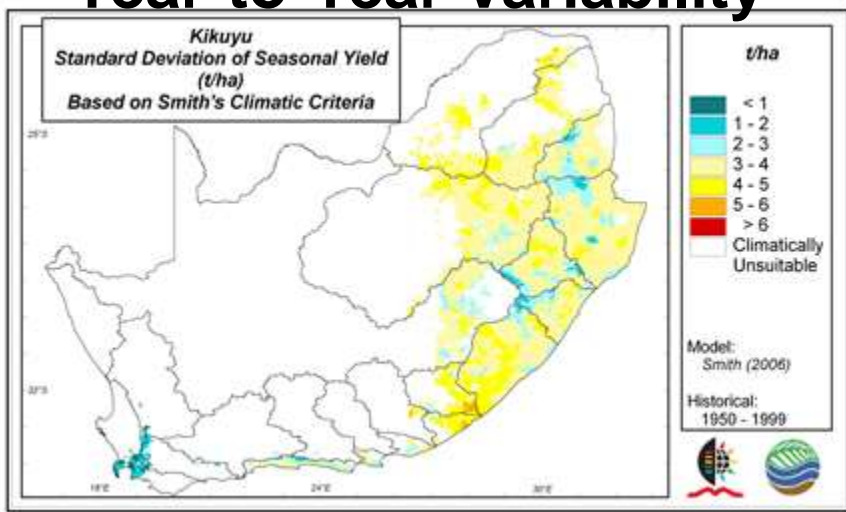 Year-to-Year Variability
Kikuyu
Standard Deviation of Seasonal Yield
(t/ha)
Based on Smith's Climatic Criteria
t/ha
< 1
1 - 2
2 - 3
3 - 4
4 - 5
5 - 6
> 6
Climatically
Unsuitable
Model:
Smith (2006)
Historical:
1950 - 1999
18°E
24°E
30°E